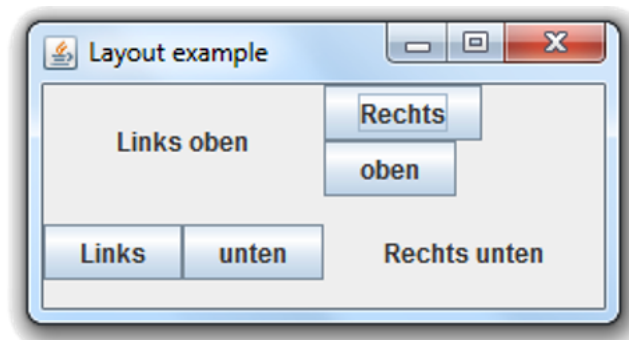 Layout example
Links oben
Rechts
oben
Links unten
Rechts unten